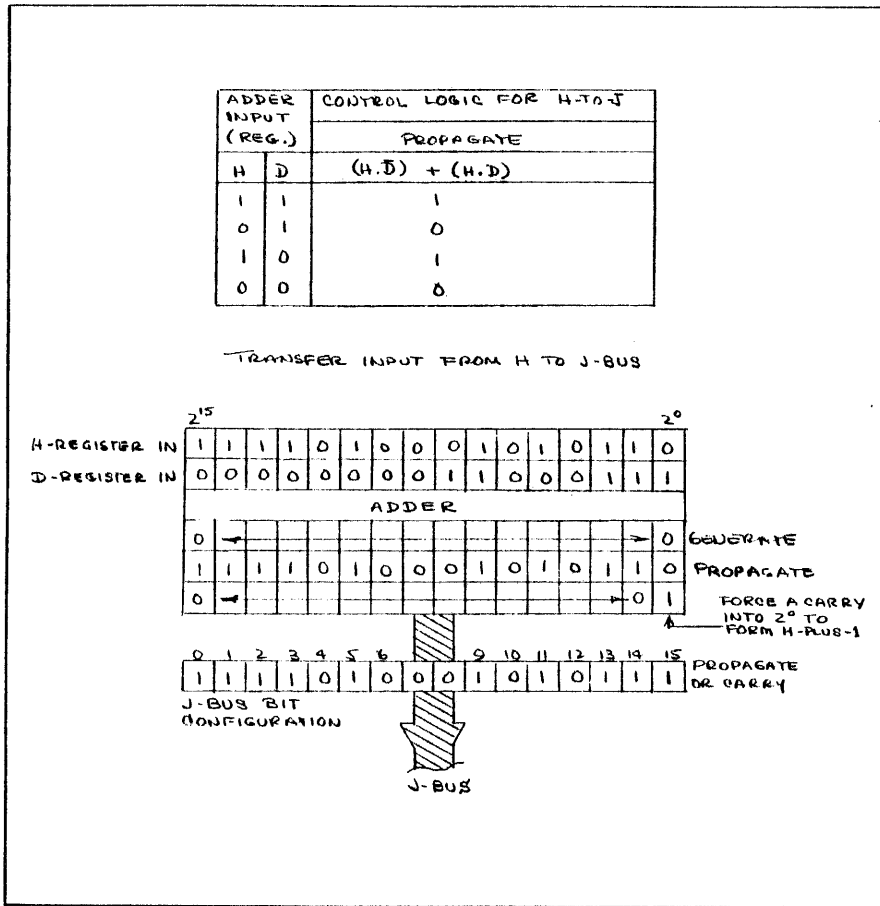 ADDER INPUT (REG.) CONTROL LOGIC FOR H-TO-J
PROPAGATE
H D (H.D̄) + (H.D)
1 1 1
0 1 0
1 0 1
0 0 0
TRANSFER INPUT FROM H TO J-BUS
2¹⁵ 2⁰
H-REGISTER IN 1 1 1 1 0 1 0 0 0 1 0 1 0 1 1 0
D-REGISTER IN 0 0 0 0 0 0 0 0 1 1 0 0 0 1 1 1
ADDER
0 0 GENERATE
1 1 1 1 0 1 0 0 0 1 0 1 0 1 1 0 PROPAGATE
0 0 1 FORCE A CARRY
INTO 2⁰ TO
FORM H-PLUS-1
0 1 2 3 4 5 6 9 10 11 12 13 14 15
1 1 1 1 0 1 0 0 0 1 0 1 0 1 1 1 PROPAGATE
OR CARRY
J-BUS BIT
CONFIGURATION
J-BUS